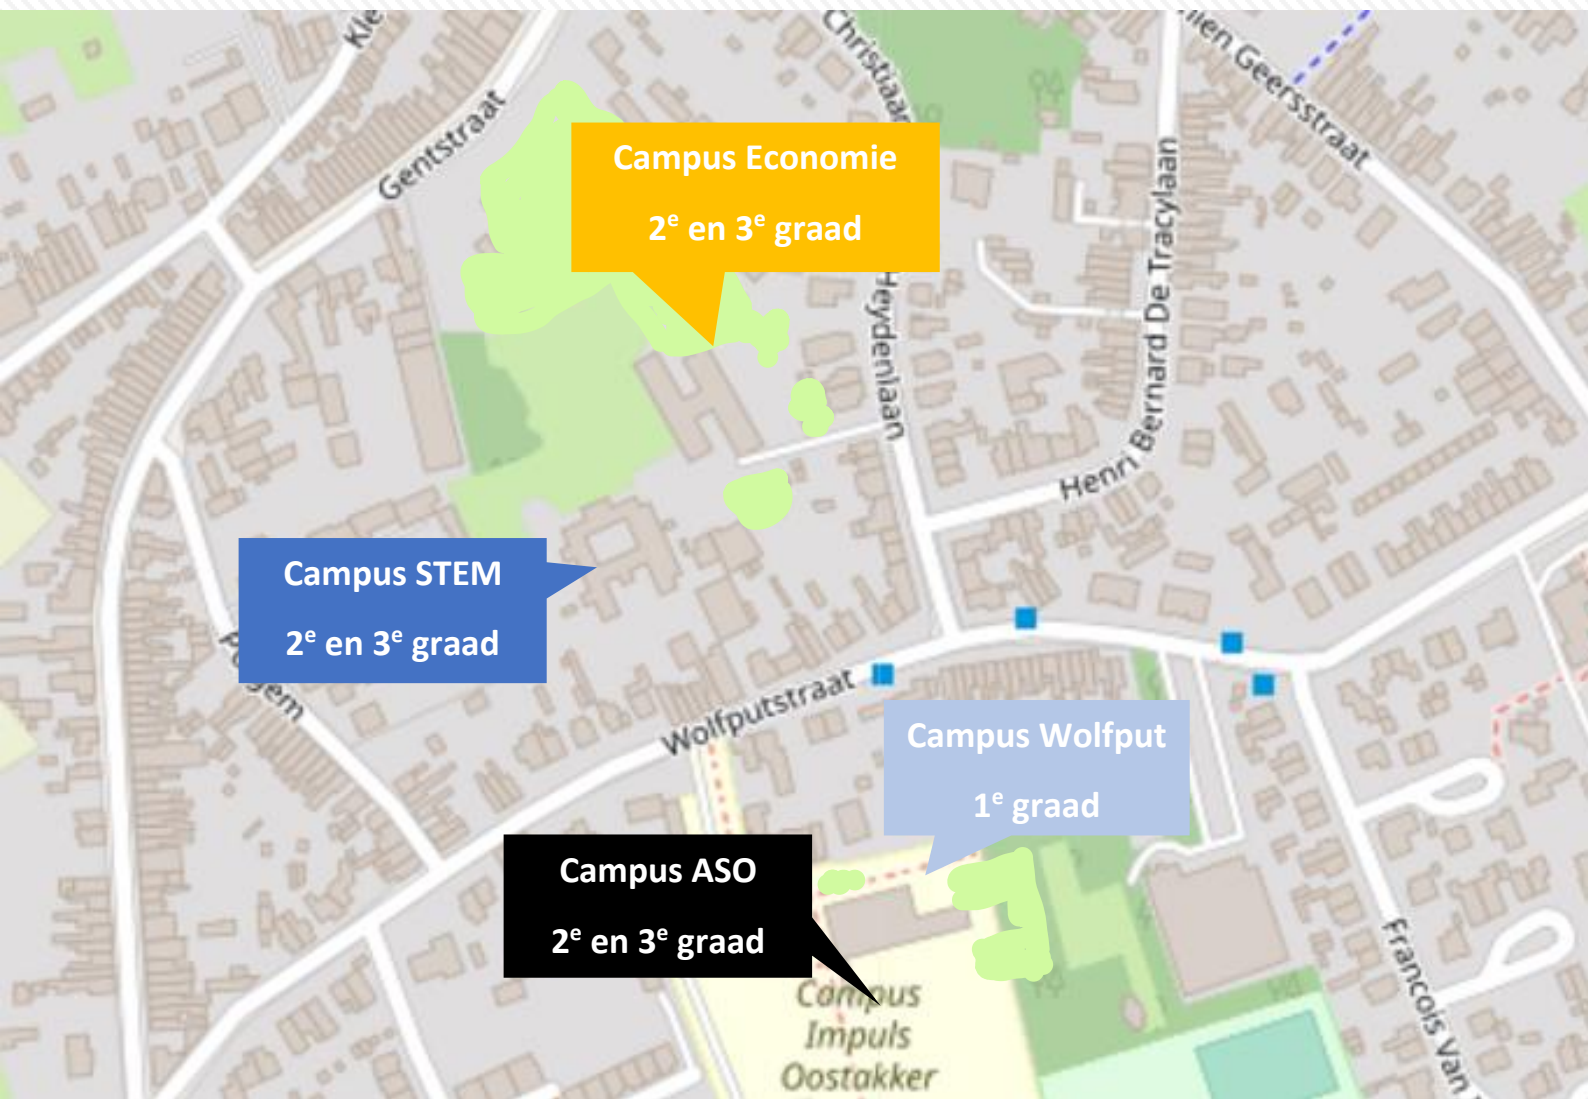 Gentstraat
Christiaan
Geersstraat
Campus Economie
2e en 3e graad
Heydenlaan
Henri Bernard De Tracylaan
Campus STEM
2e en 3e graad
Wolfputstraat
Campus Wolfput
1e graad
Campus ASO
2e en 3e graad
Campus
Impuls
Oostakker
Francois Van